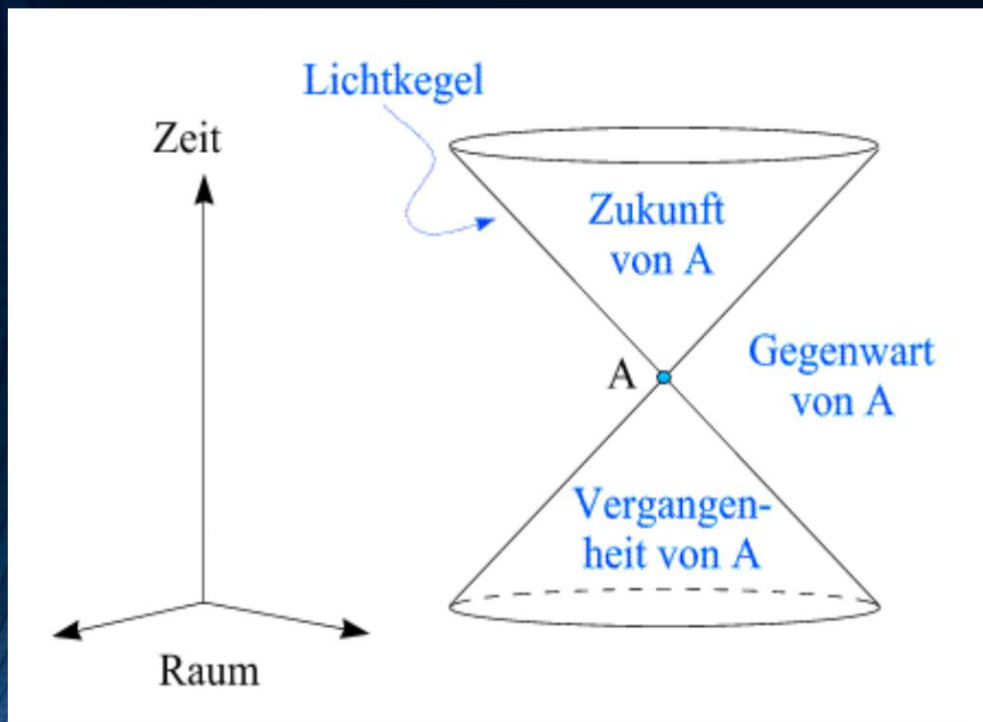 Lichtkegel
Zeit
Zukunft
von A
A
Gegenwart
von A
Vergangen-
heit von A
Raum